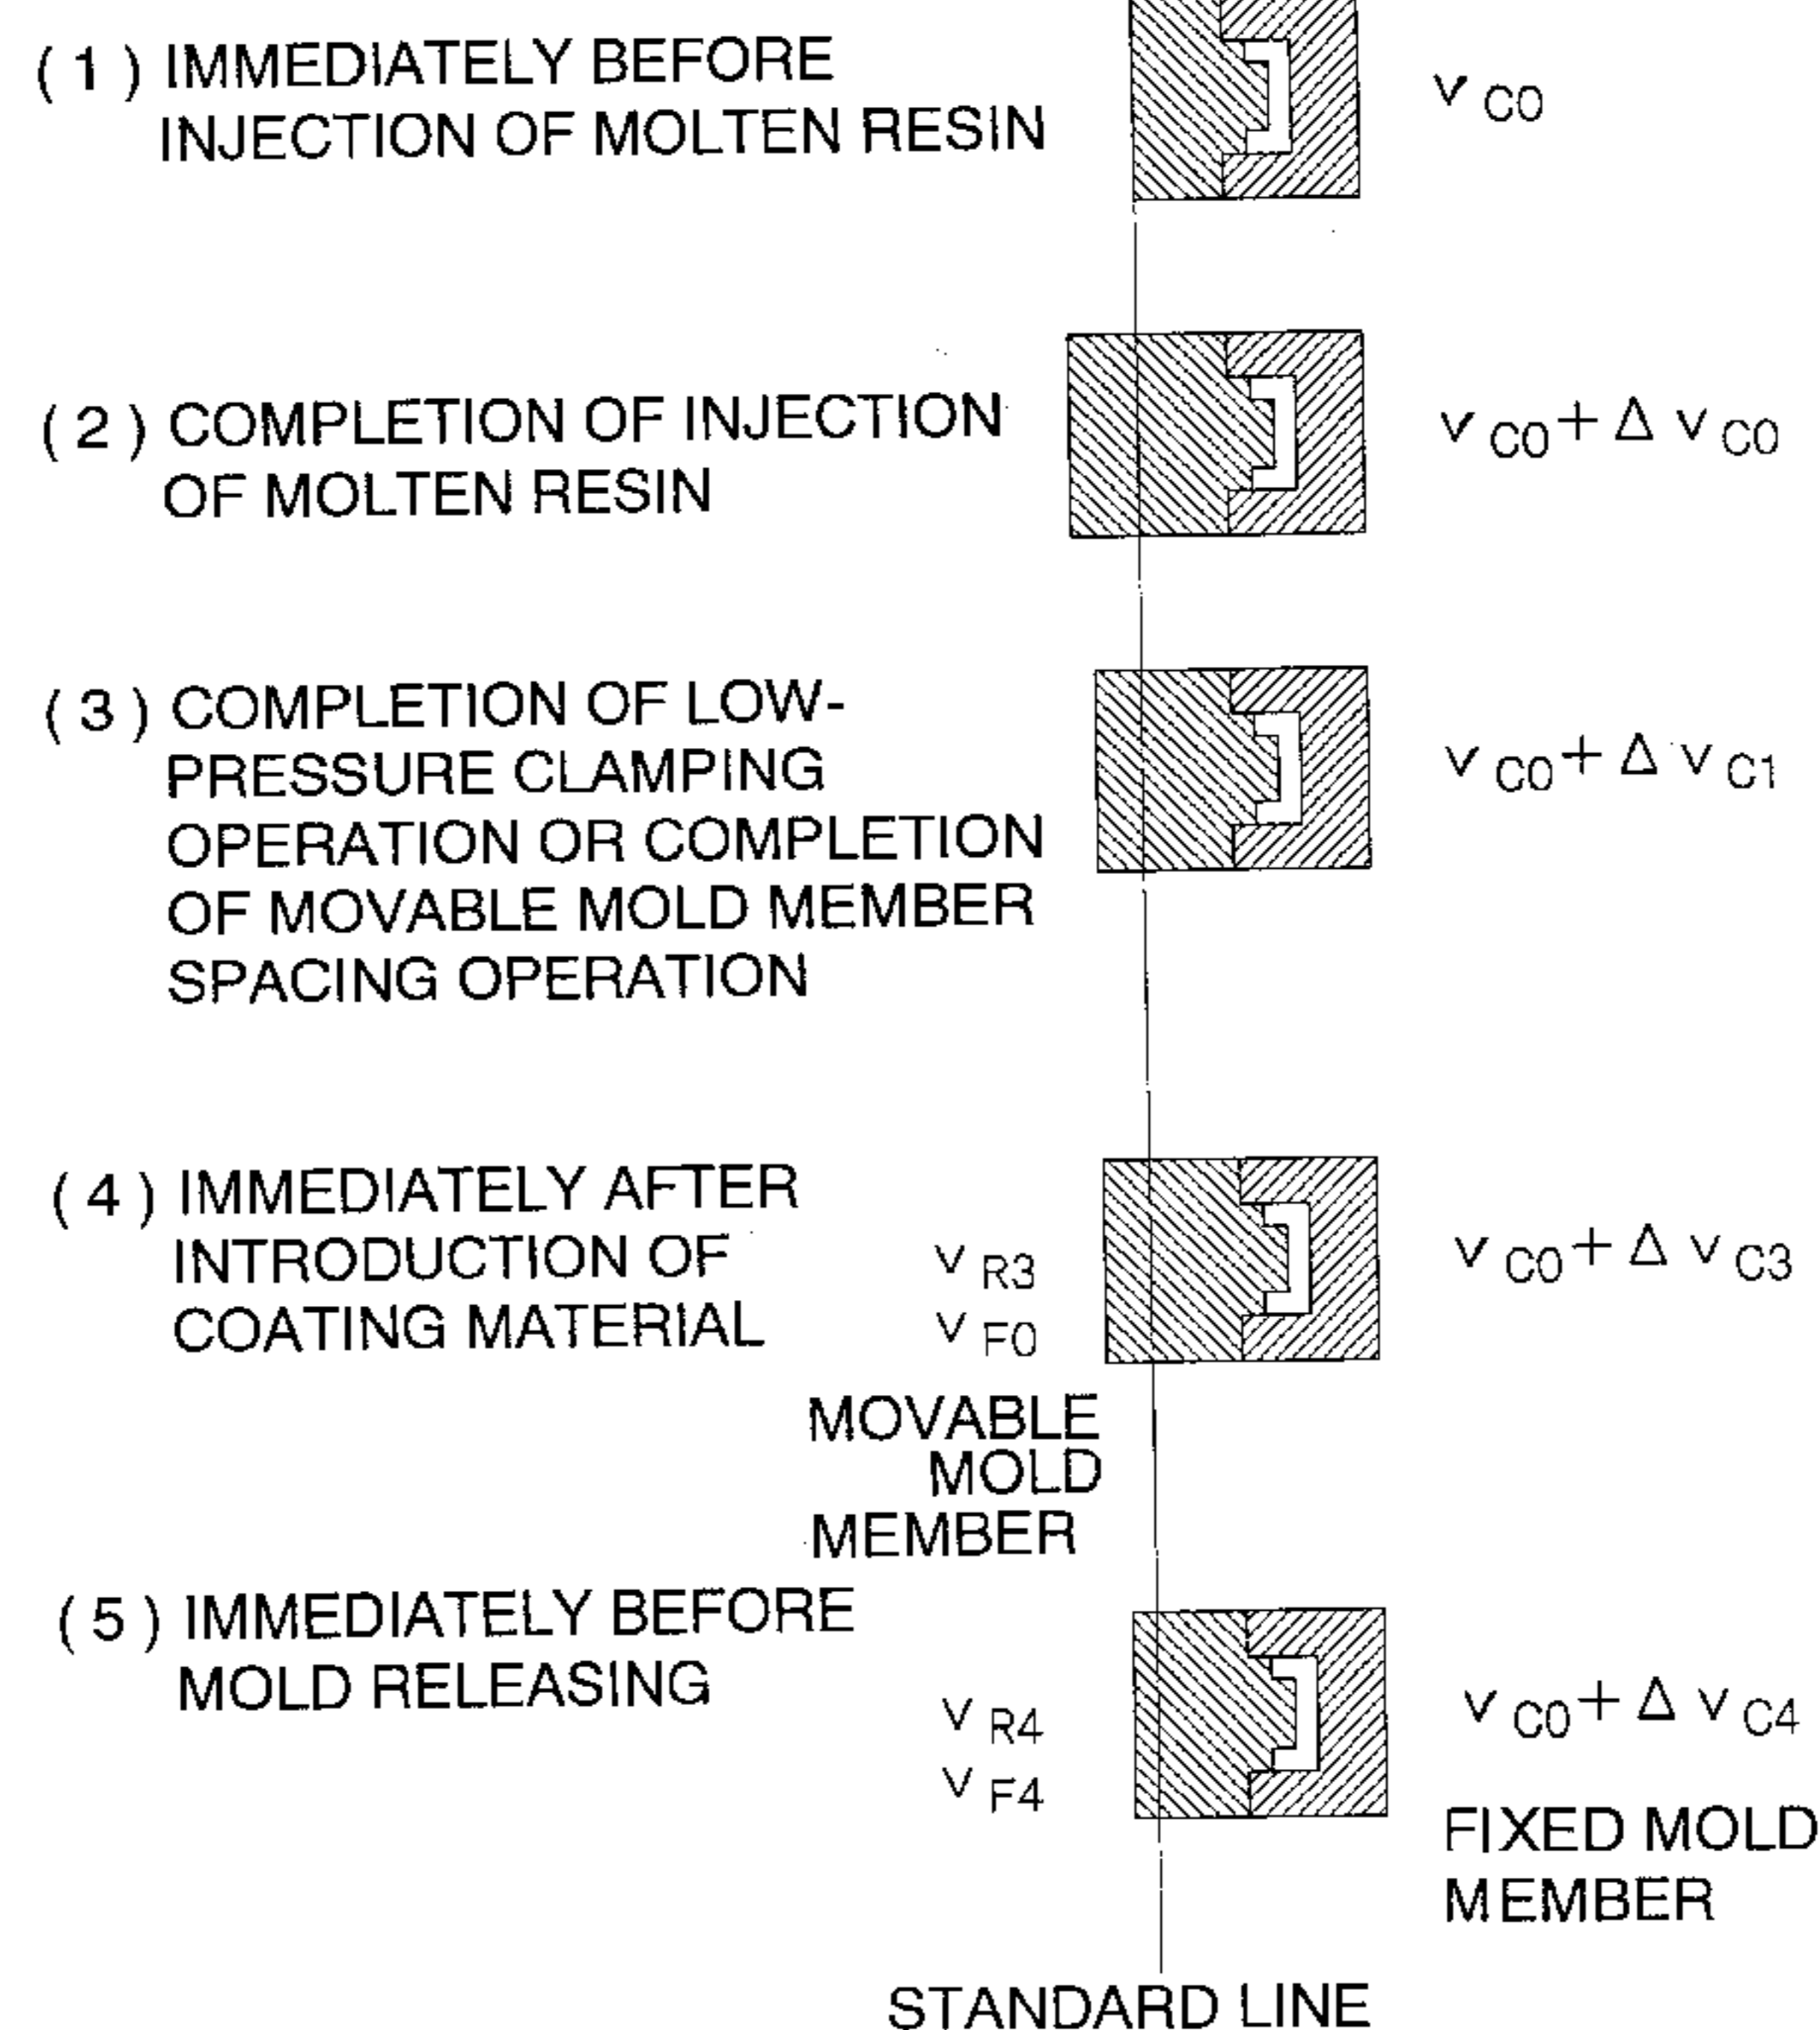 (1) IMMEDIATELY BEFORE
INJECTION OF MOLTEN RESIN
v C0
(2) COMPLETION OF INJECTION
OF MOLTEN RESIN
v C0 + Δ v C0
(3) COMPLETION OF LOW-
PRESSURE CLAMPING
OPERATION OR COMPLETION
OF MOVABLE MOLD MEMBER
SPACING OPERATION
v C0 + Δ v C1
(4) IMMEDIATELY AFTER
INTRODUCTION OF
COATING MATERIAL
v R3
v F0
v C0 + Δ v C3
MOVABLE
MOLD
MEMBER
(5) IMMEDIATELY BEFORE
MOLD RELEASING
v R4
v F4
v C0 + Δ v C4
FIXED MOLD
MEMBER
STANDARD LINE